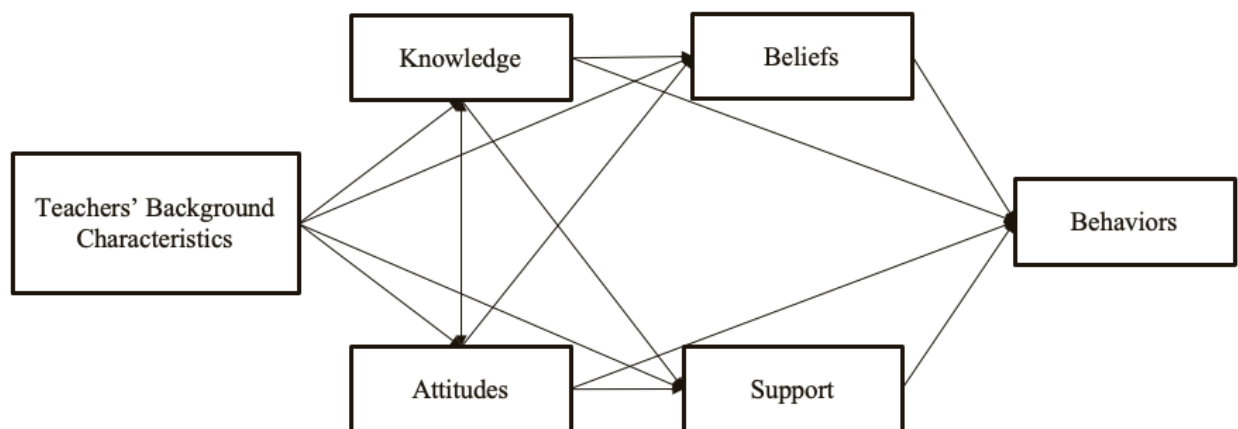 Knowledge
Beliefs
Teachers’ Background
Characteristics
Behaviors
Attitudes
Support